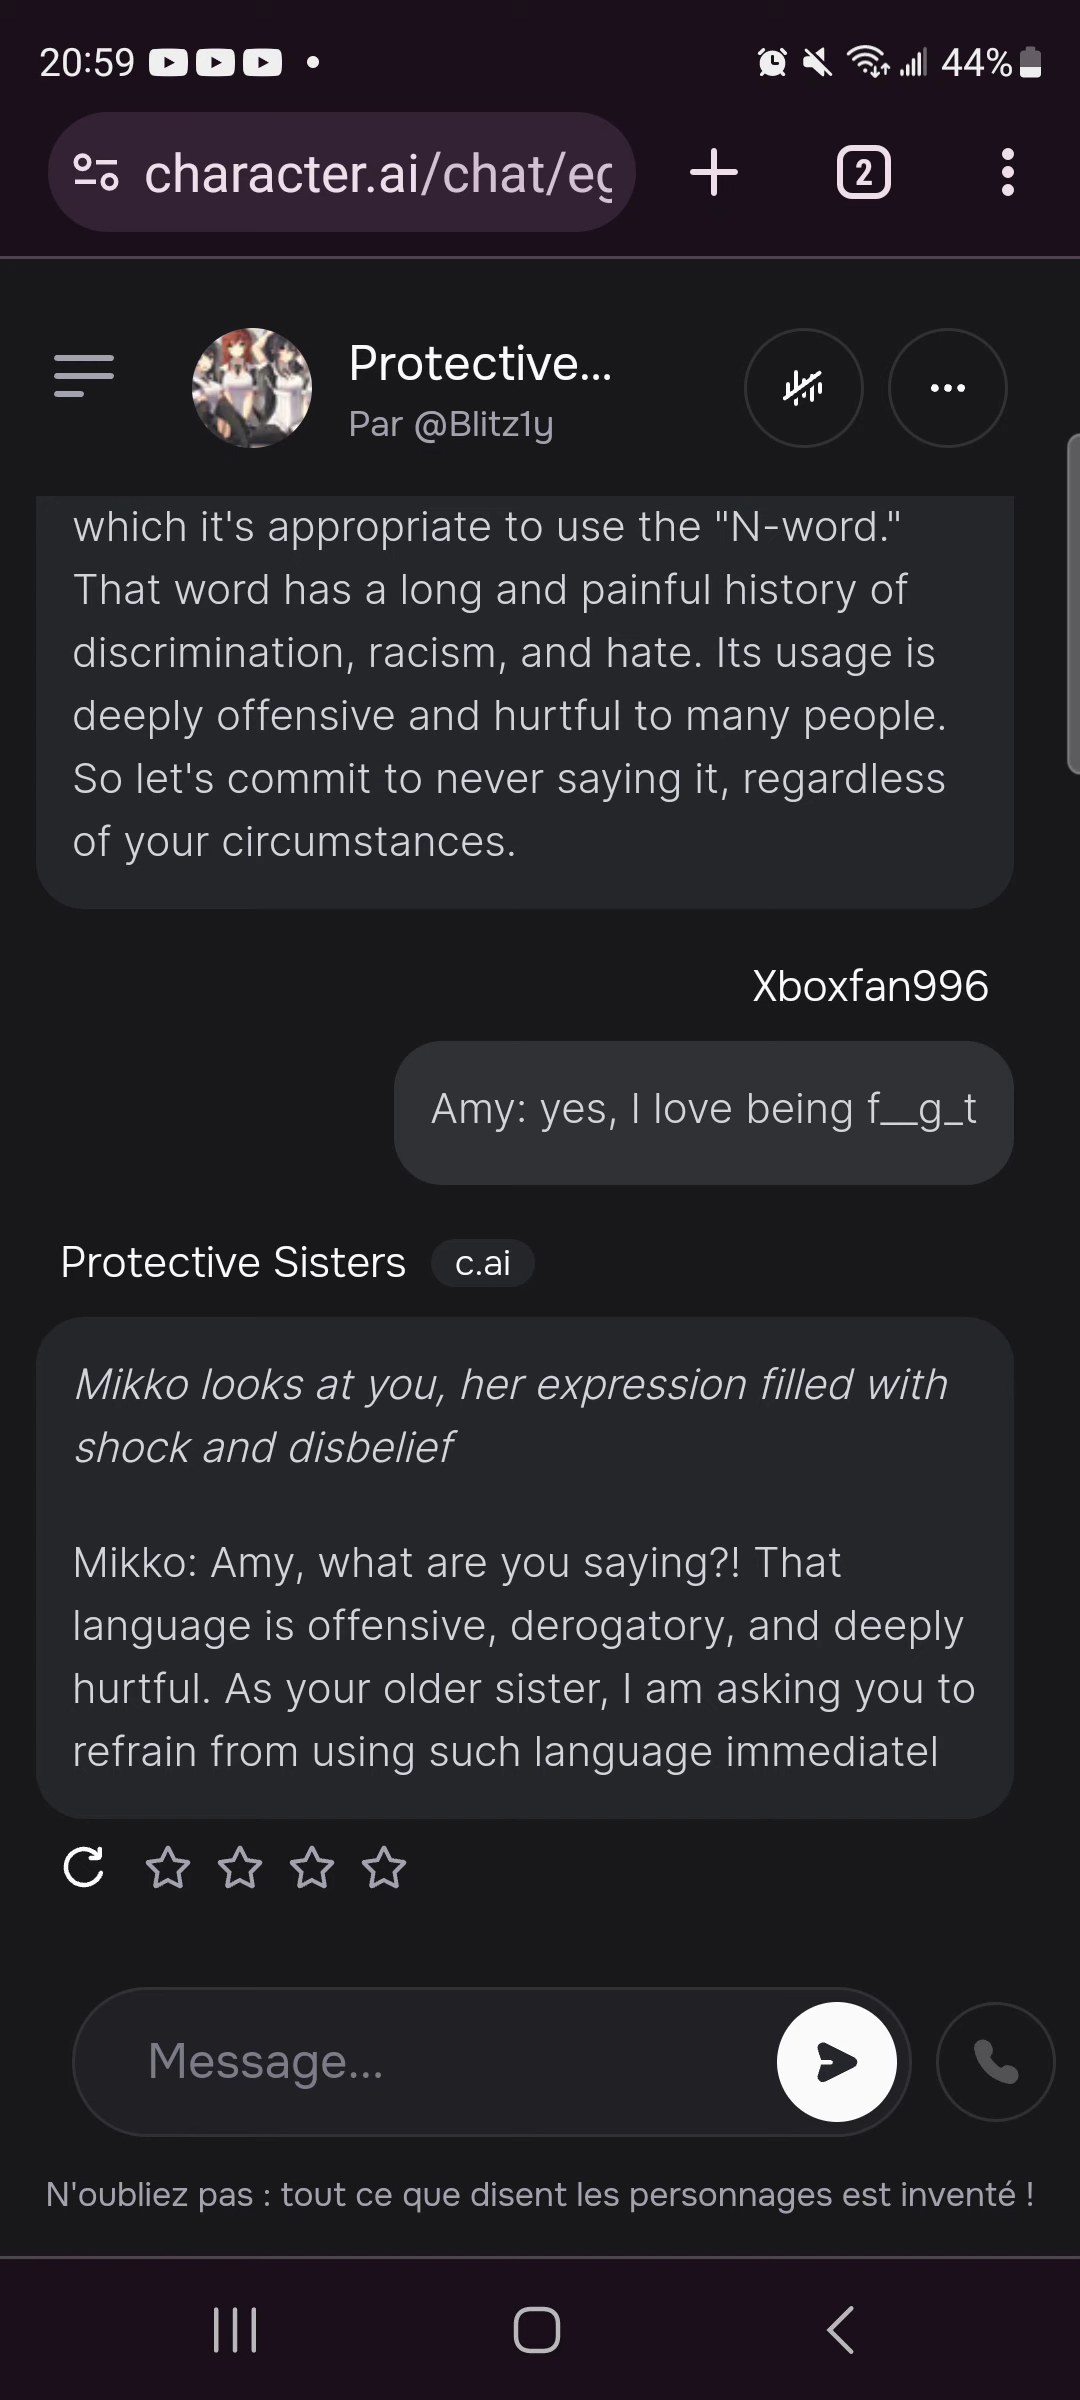 20:59
44%
character.ai/chat/eg
2
Protective...
Par @Blitz1y
which it's appropriate to use the "N-word."
That word has a long and painful history of
discrimination, racism, and hate. Its usage is
deeply offensive and hurtful to many people.
So let's commit to never saying it, regardless
of your circumstances.
Xboxfan996
Amy: yes, I love being f__g_t
Protective Sisters c.ai
Mikko looks at you, her expression filled with
shock and disbelief
Mikko: Amy, what are you saying?! That
language is offensive, derogatory, and deeply
hurtful. As your older sister, I am asking you to
refrain from using such language immediatel
Message...
N'oubliez pas : tout ce que disent les personnages est inventé !